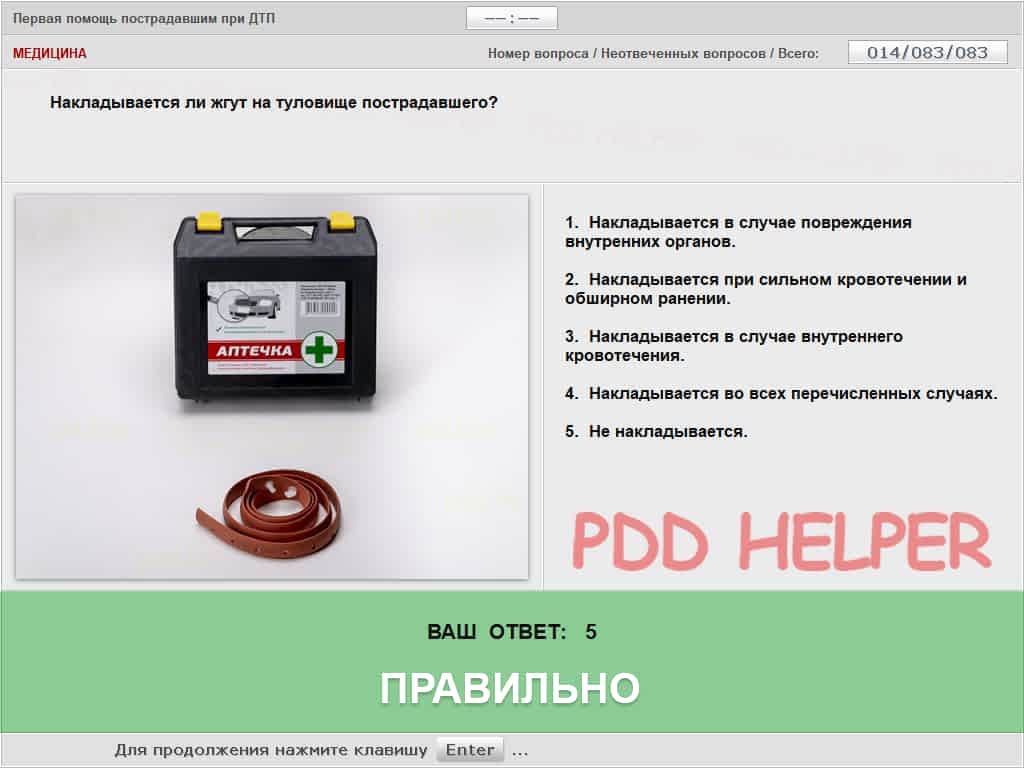 Первая помощь пострадавшим при ДТП
——:——
МЕДИЦИНА
Номер вопроса / Неотвеченных вопросов / Всего:
014/083/083
Накладывается ли жгут на туловище пострадавшего?
АПТЕЧКА
1. Накладывается в случае повреждения
внутренних органов.
2. Накладывается при сильном кровотечении и
обширном ранении.
3. Накладывается в случае внутреннего
кровотечения.
4. Накладывается во всех перечисленных случаях.
5. Не накладывается.
PDD HELPER
ВАШ ОТВЕТ: 5
ПРАВИЛЬНО
Для продолжения нажмите клавишу Enter ...